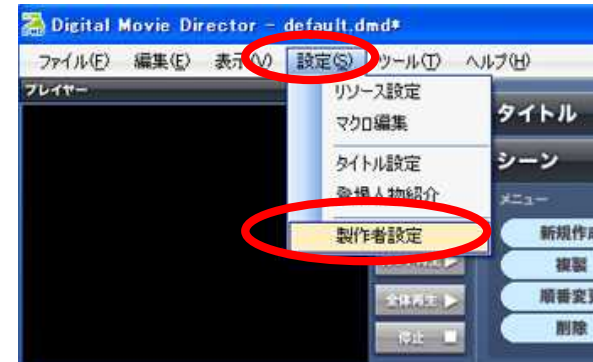 Digital Movie Director - default.dmd*
ファイル(F) 編集(E) 表示(V) 設定(S) ツール(T) ヘルプ(H)
プレイヤー
リソース設定
マクロ編集
タイトル設定
登場人物紹介
製作者設定
タイトル
シーン
メニュー
新規作
複製
順番変
削除
全体再生
停止